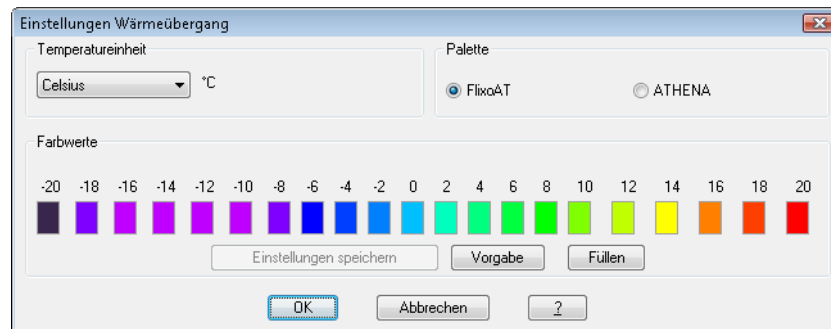 Einstellungen Wärmeübergang
Temperatureinheit
Celsius °C
Palette
FlixoAT ATHENA
Farbwerte
-20 -18 -16 -14 -12 -10 -8 -6 -4 -2 0 2 4 6 8 10 12 14 16 18 20
Einstellungen speichern Vorgabe Füllen
OK Abbrechen ?